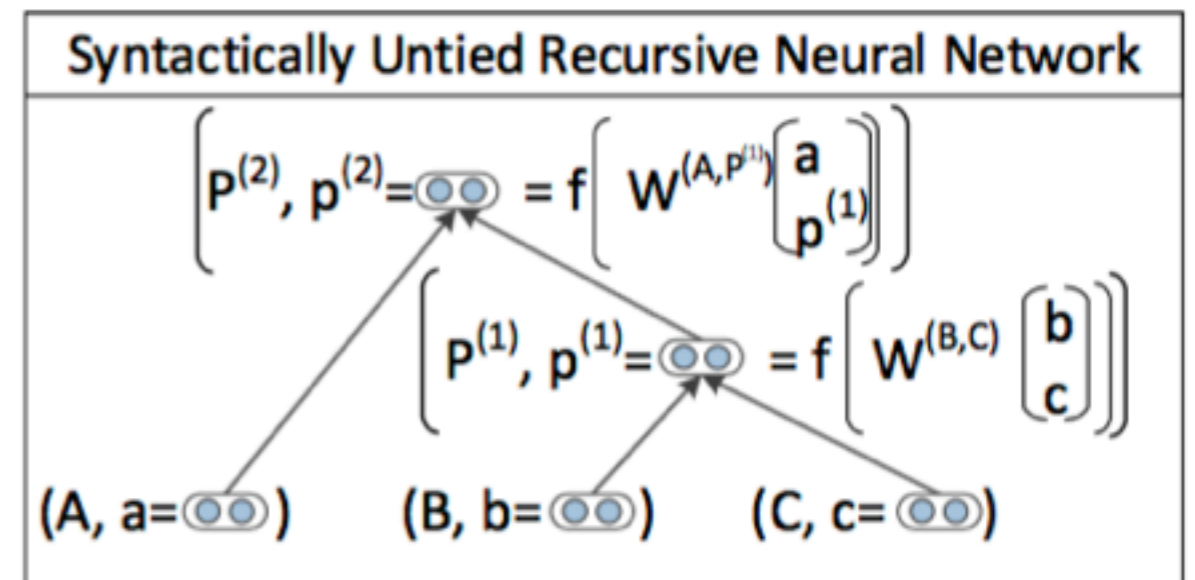 Syntactically Untied Recursive Neural Network
(P^(2), p^(2)= = f( W^(A,P^(1)) [a p^(1)]))
(P^(1), p^(1)= = f( W^(B,C) [b c]))
(A, a= ) (B, b= ) (C, c= )